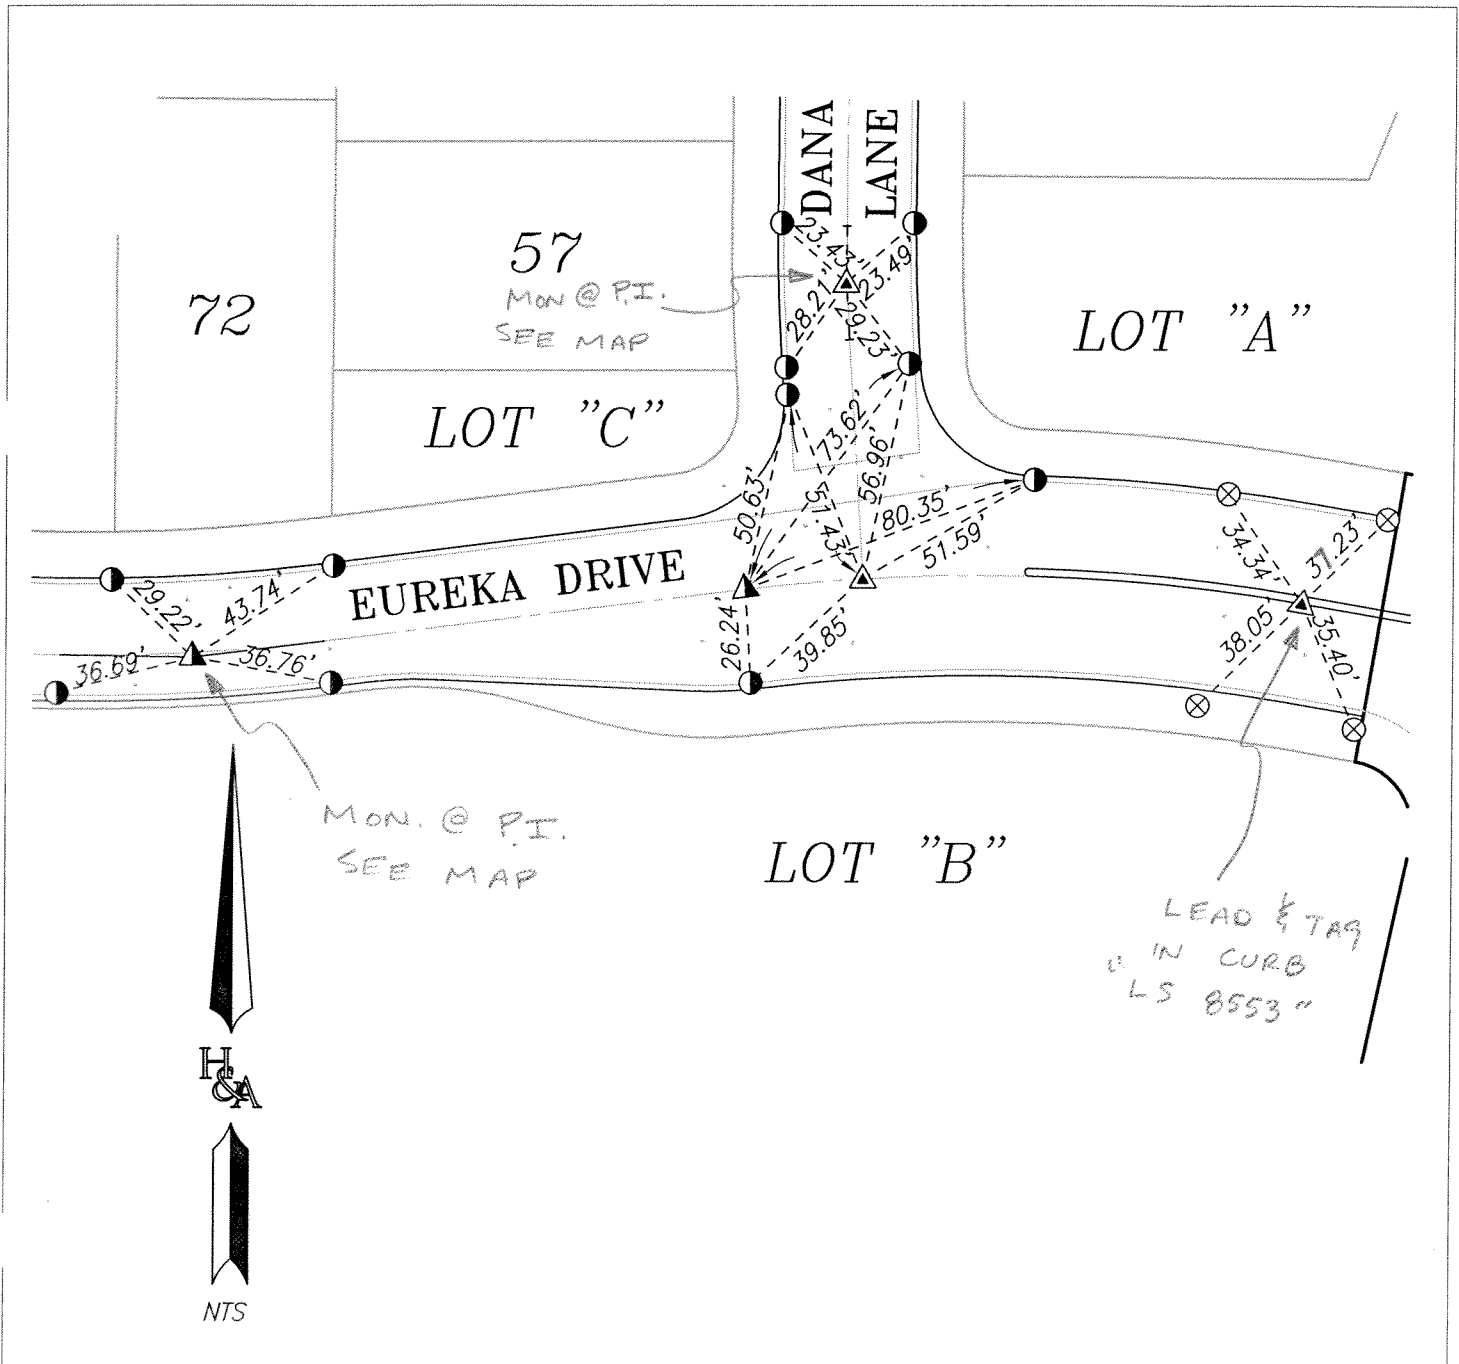 DANA
LANE
23.43'
23.49'
57
MON @ P.I.
SEE MAP
28.21'
29.23'
72
LOT "A"
LOT "C"
73.62'
56.96'
50.63'
51.43'
80.35'
51.59'
34.34'
37.23'
EUREKA DRIVE
29.22'
43.74'
36.69'
36.76'
26.24'
39.85'
38.05'
35.40'
MON. @ P.I.
SEE MAP
LOT "B"
LEAD & TAG
IN CURB
"LS 8553"
H&A
NTS